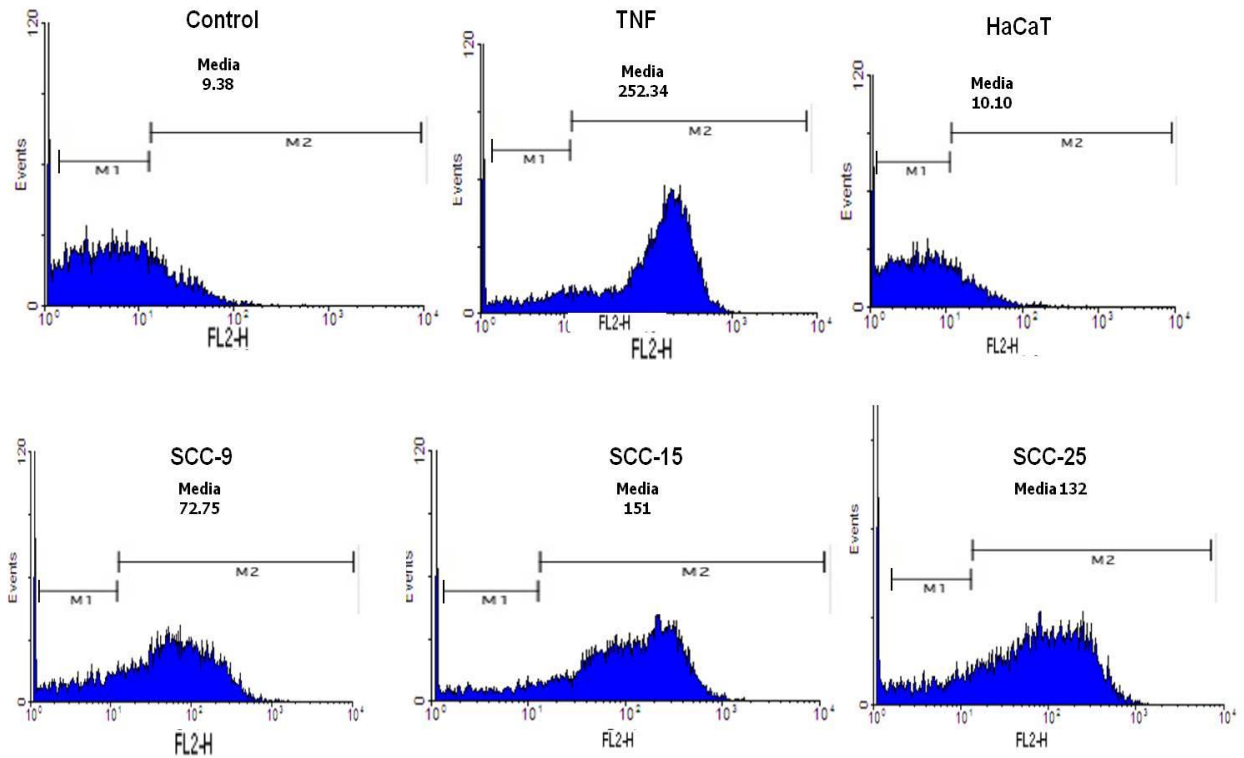 Control
120
Media
9.38
M2
M1
Events
0
10⁰ 10¹ 10² 10³ 10⁴
FL2-H
TNF
120
Media
252.34
M2
M1
Events
0
10⁰ 10³ 10⁴
FL2-H
FL2-H
HaCaT
120
Media
10.10
M2
M1
Events
0
10⁰ 10¹ 10² 10³ 10⁴
FL2-H
SCC-9
120
Media
72.75
M2
M1
Events
0
10⁰ 10¹ 10² 10³ 10⁴
FL2-H
SCC-15
120
Media
151
M2
M1
Events
0
10⁰ 10¹ 10² 10³ 10⁴
FL2-H
SCC-25
Media 132
M2
M1
Events
0
10⁰ 10¹ 10² 10³ 10⁴
FL2-H